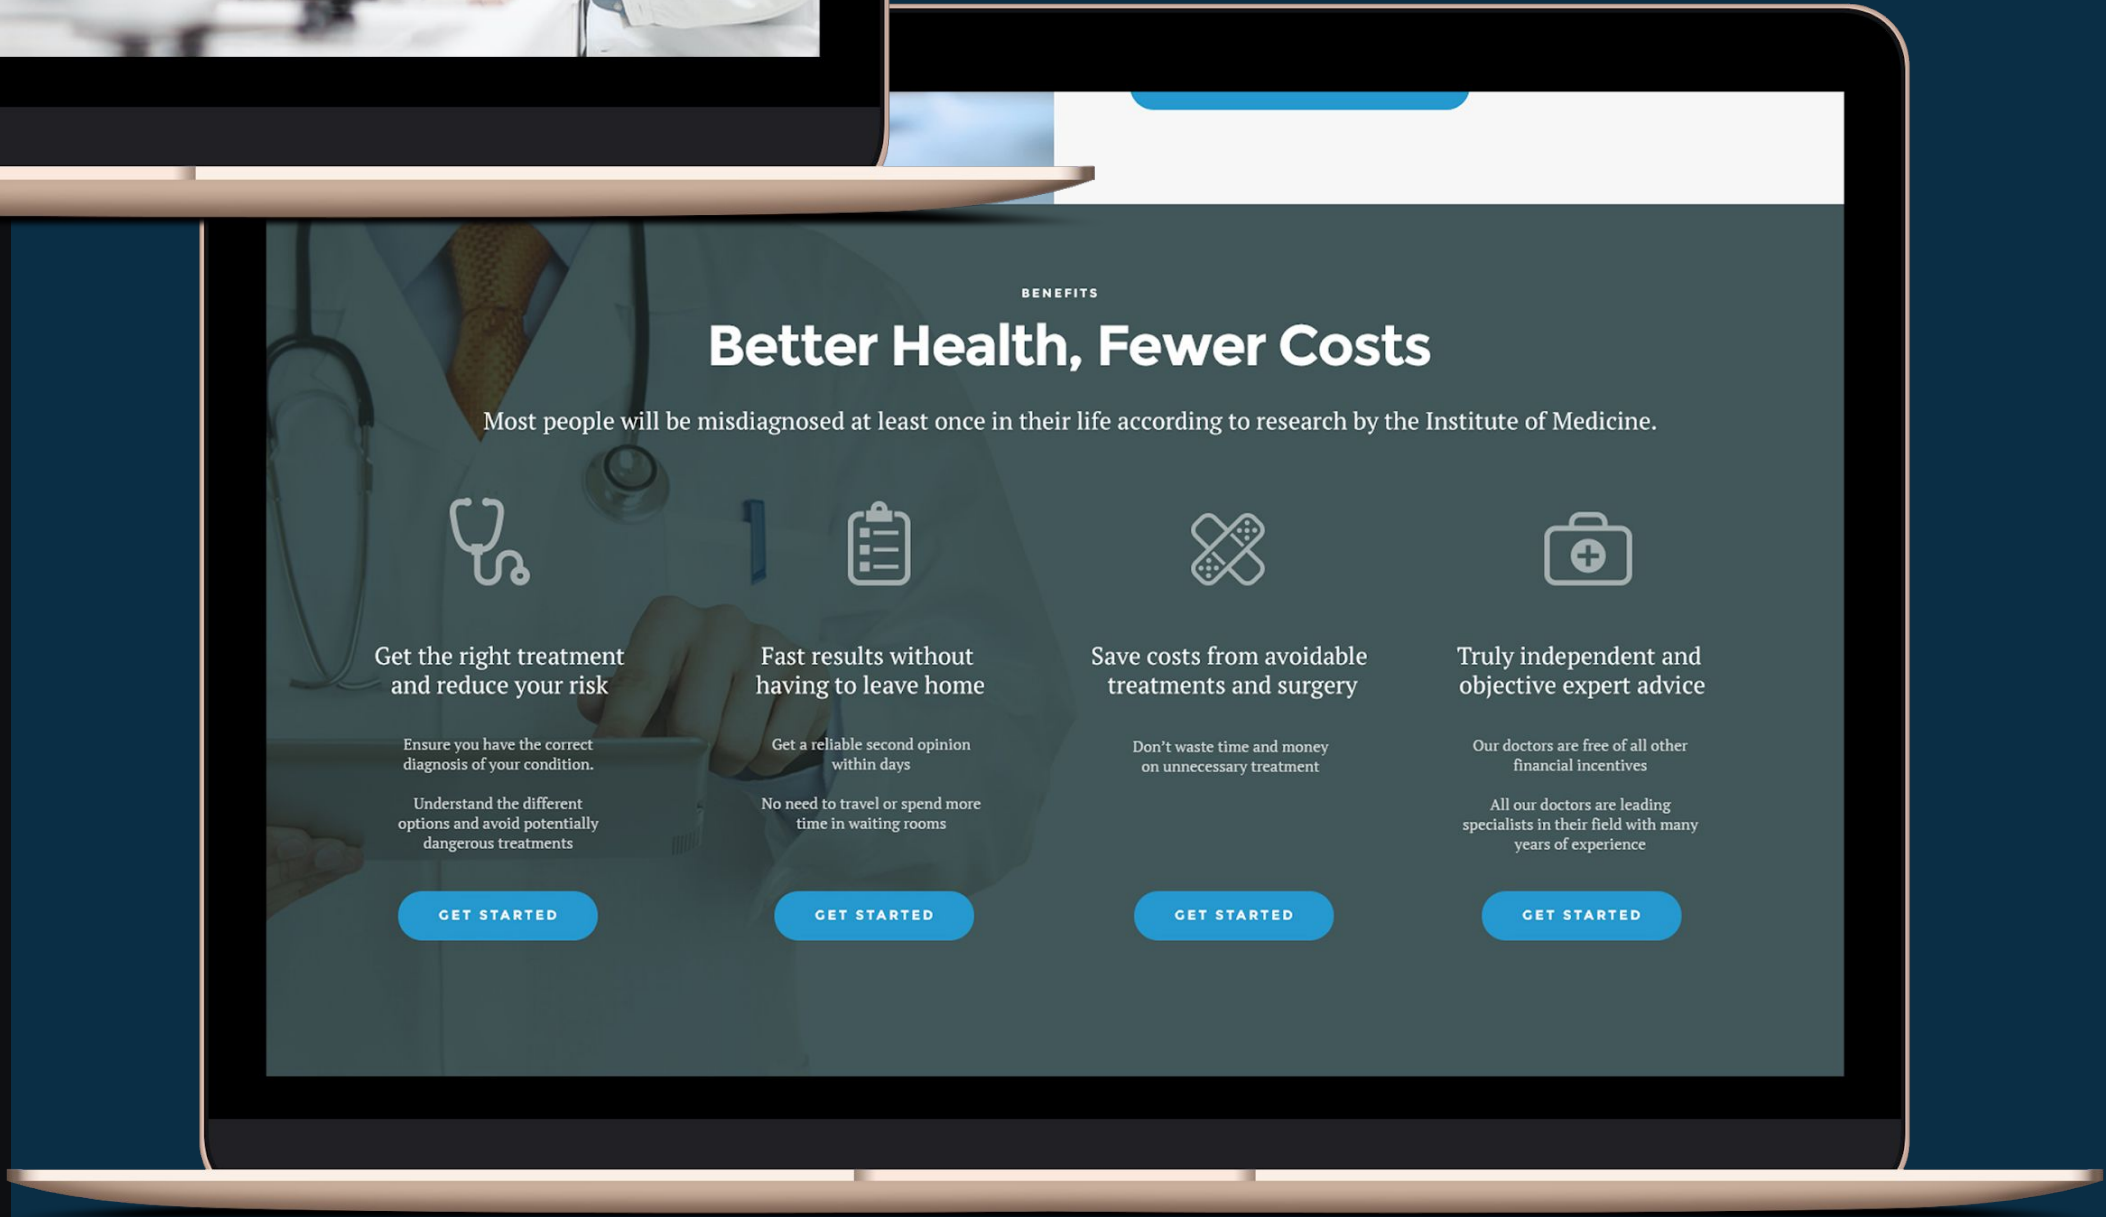 BENEFITS
Better Health, Fewer Costs
Most people will be misdiagnosed at least once in their life according to research by the Institute of Medicine.
Get the right treatment
and reduce your risk
Ensure you have the correct
diagnosis of your condition.
Understand the different
options and avoid potentially
dangerous treatments
GET STARTED
Fast results without
having to leave home
Get a reliable second opinion
within days
No need to travel or spend more
time in waiting rooms
GET STARTED
Save costs from avoidable
treatments and surgery
Don't waste time and money
on unnecessary treatment
GET STARTED
Truly independent and
objective expert advice
Our doctors are free of all other
financial incentives
All our doctors are leading
specialists in their field with many
years of experience
GET STARTED